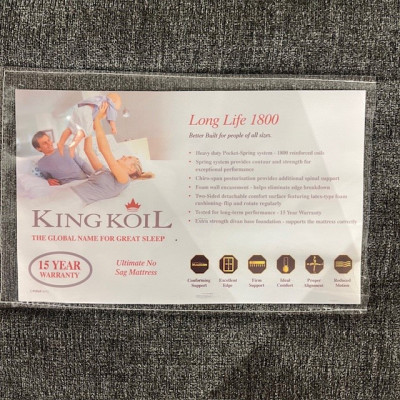 Long Life 1800
Better Built for people of all sizes.
• Heavy duty Pocket-Spring system - 1800 reinforced coils
• Spring system provides contour and strength for
exceptional performance
• Chiro-span posturisation provides additional spinal support
• Foam wall encasement - helps eliminate edge breakdown
• Two-Sided detachable comfort surface featuring latex-type foam
cushioning. Flip and rotate regularly
• Tested for long-term performance - 15 Year Warranty
• Extra strength divan base foundation - supports the mattress correctly
KING KOIL
THE GLOBAL NAME FOR GREAT SLEEP
15 YEAR
WARRANTY
Ultimate No
Sag Mattress
Conforming
Support
Excellent
Edge
Firm
Support
Ideal
Comfort
Proper
Alignment
Reduced
Motion